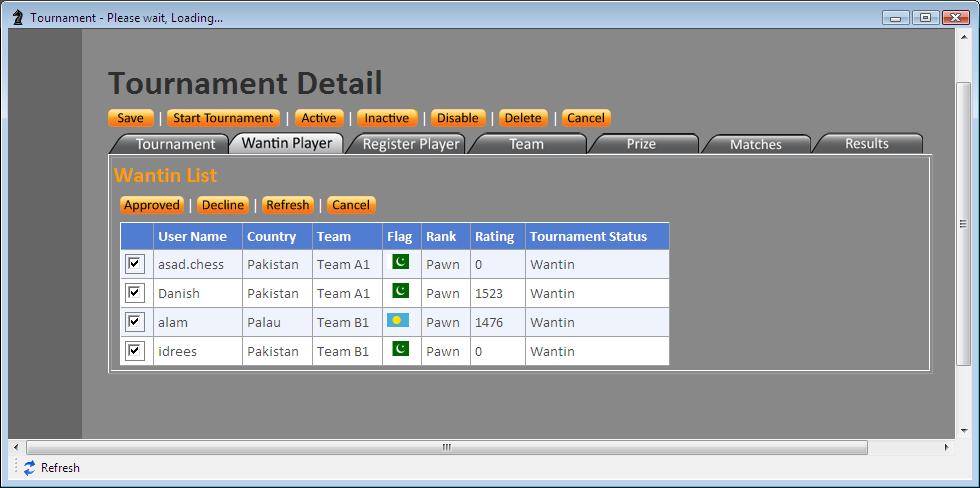 Tournament - Please wait, Loading...
Tournament Detail
Save | Start Tournament | Active | Inactive | Disable | Delete | Cancel
Tournament Wantin Player Register Player Team Prize Matches Results
Wantin List
Approved | Decline | Refresh | Cancel
User Name Country Team Flag Rank Rating Tournament Status
asad.chess Pakistan Team A1 Pawn 0 Wantin
Danish Pakistan Team A1 Pawn 1523 Wantin
alam Palau Team B1 Pawn 1476 Wantin
idrees Pakistan Team B1 Pawn 0 Wantin
Refresh